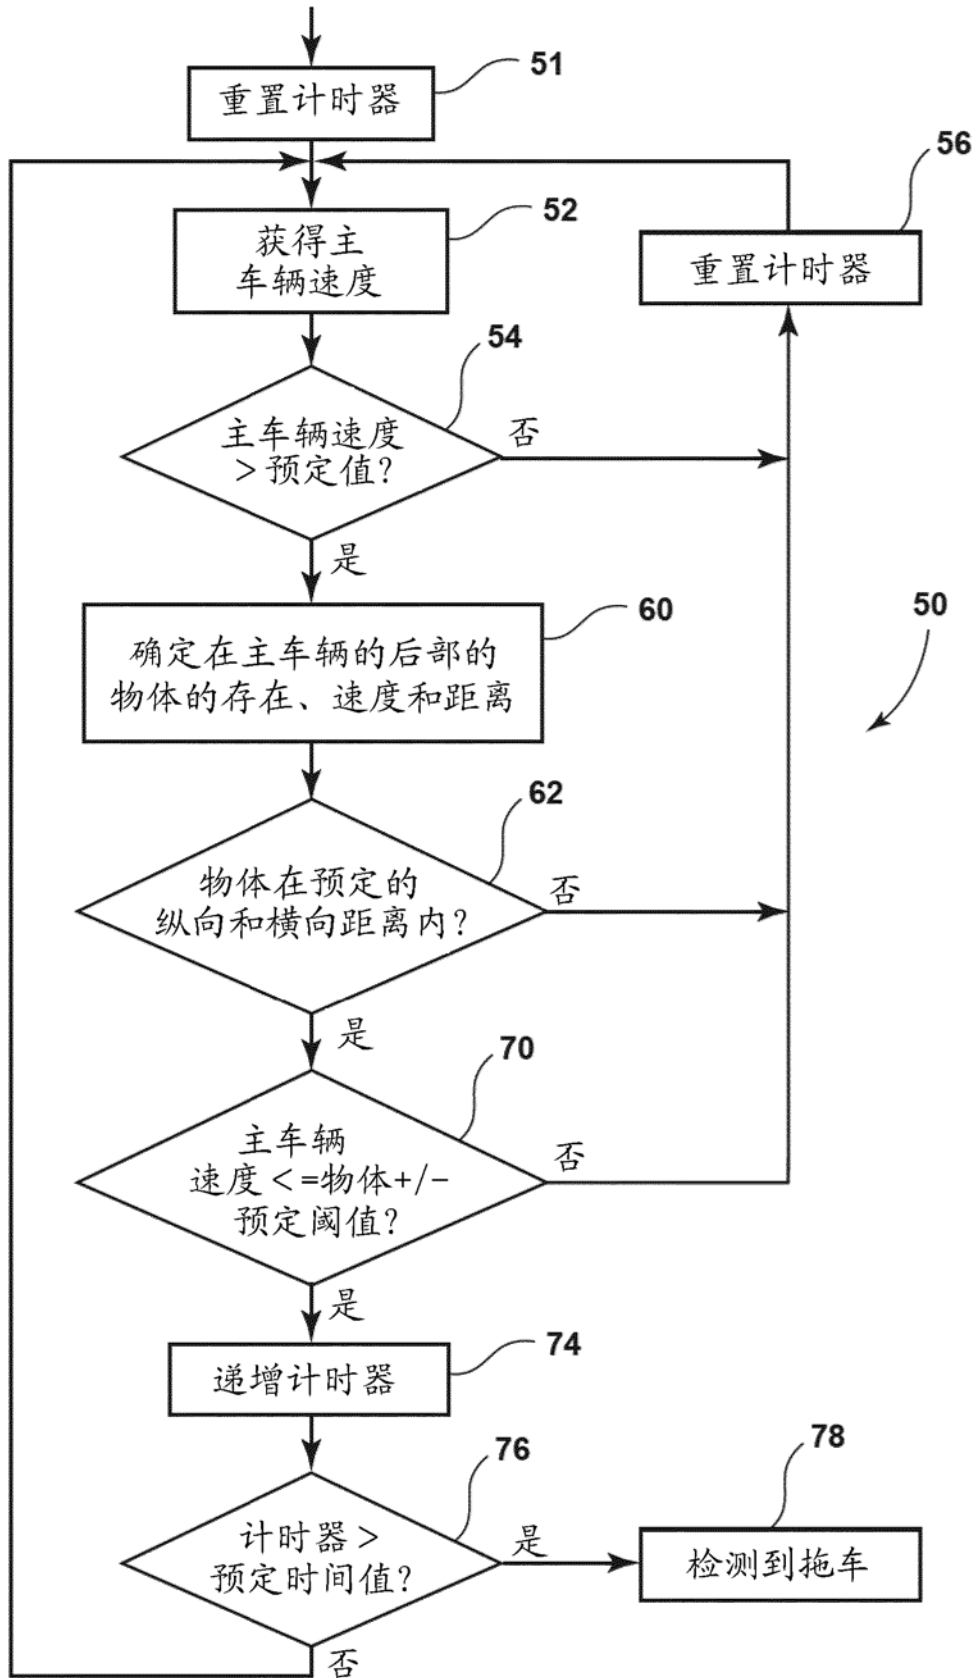 51
重置计时器
56
52
获得主
车辆速度
重置计时器
54
主车辆速度
>预定值?
否
是
60
50
确定在主车辆的后部的
物体的存在、速度和距离
62
物体在预定的
纵向和横向距离内?
否
是
70
主车辆
速度<=物体+/-
预定阈值?
否
是
74
递增计时器
76
78
计时器>
预定时间值?
是
检测到拖车
否